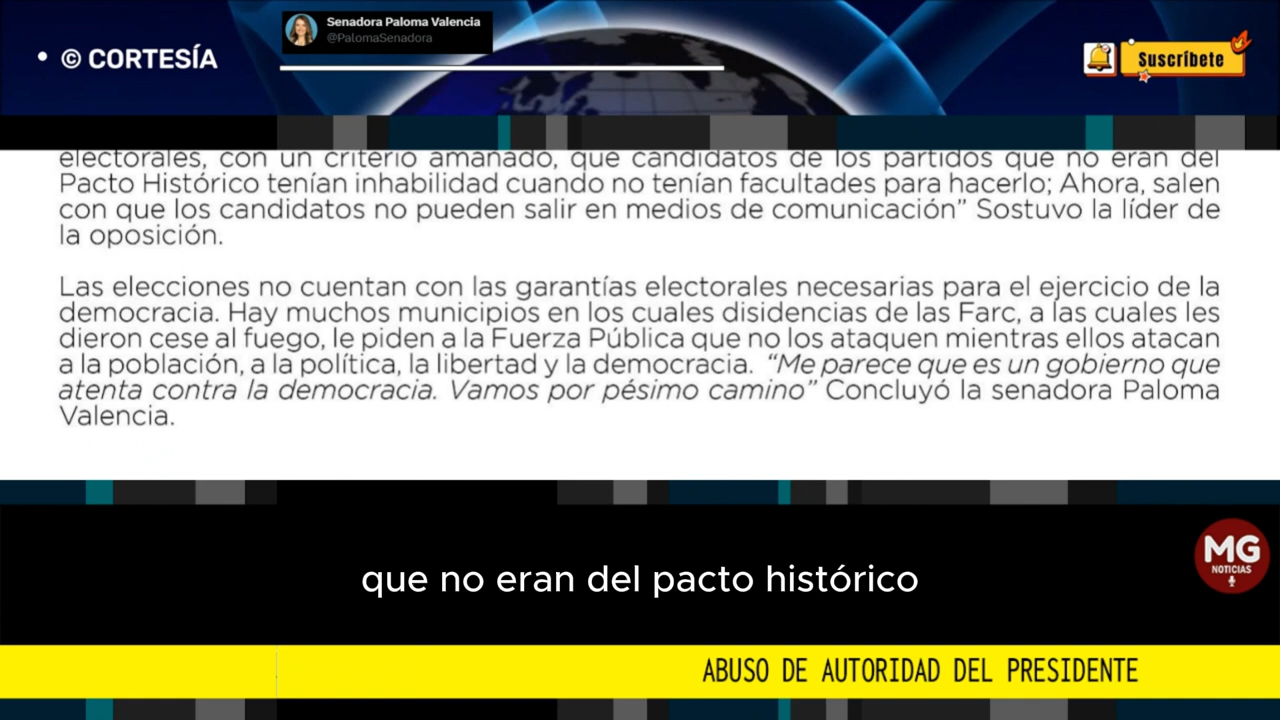 Senadora Paloma Valencia
@PalomaSenadora
• © CORTESÍA
Suscríbete
electorales, con un criterio amañado, que candidatos de los partidos que no eran del
Pacto Histórico tenían inhabilidad cuando no tenían facultades para hacerlo; Ahora, salen
con que los candidatos no pueden salir en medios de comunicación” Sostuvo la líder de
la oposición.
Las elecciones no cuentan con las garantías electorales necesarias para el ejercicio de la
democracia. Hay muchos municipios en los cuales disidencias de las Farc, a las cuales les
dieron cese al fuego, le piden a la Fuerza Pública que no los ataquen mientras ellos atacan
a la población, a la política, la libertad y la democracia. “Me parece que es un gobierno que
atenta contra la democracia. Vamos por pésimo camino” Concluyó la senadora Paloma
Valencia.
que no eran del pacto histórico
MG
NOTICIAS
ABUSO DE AUTORIDAD DEL PRESIDENTE